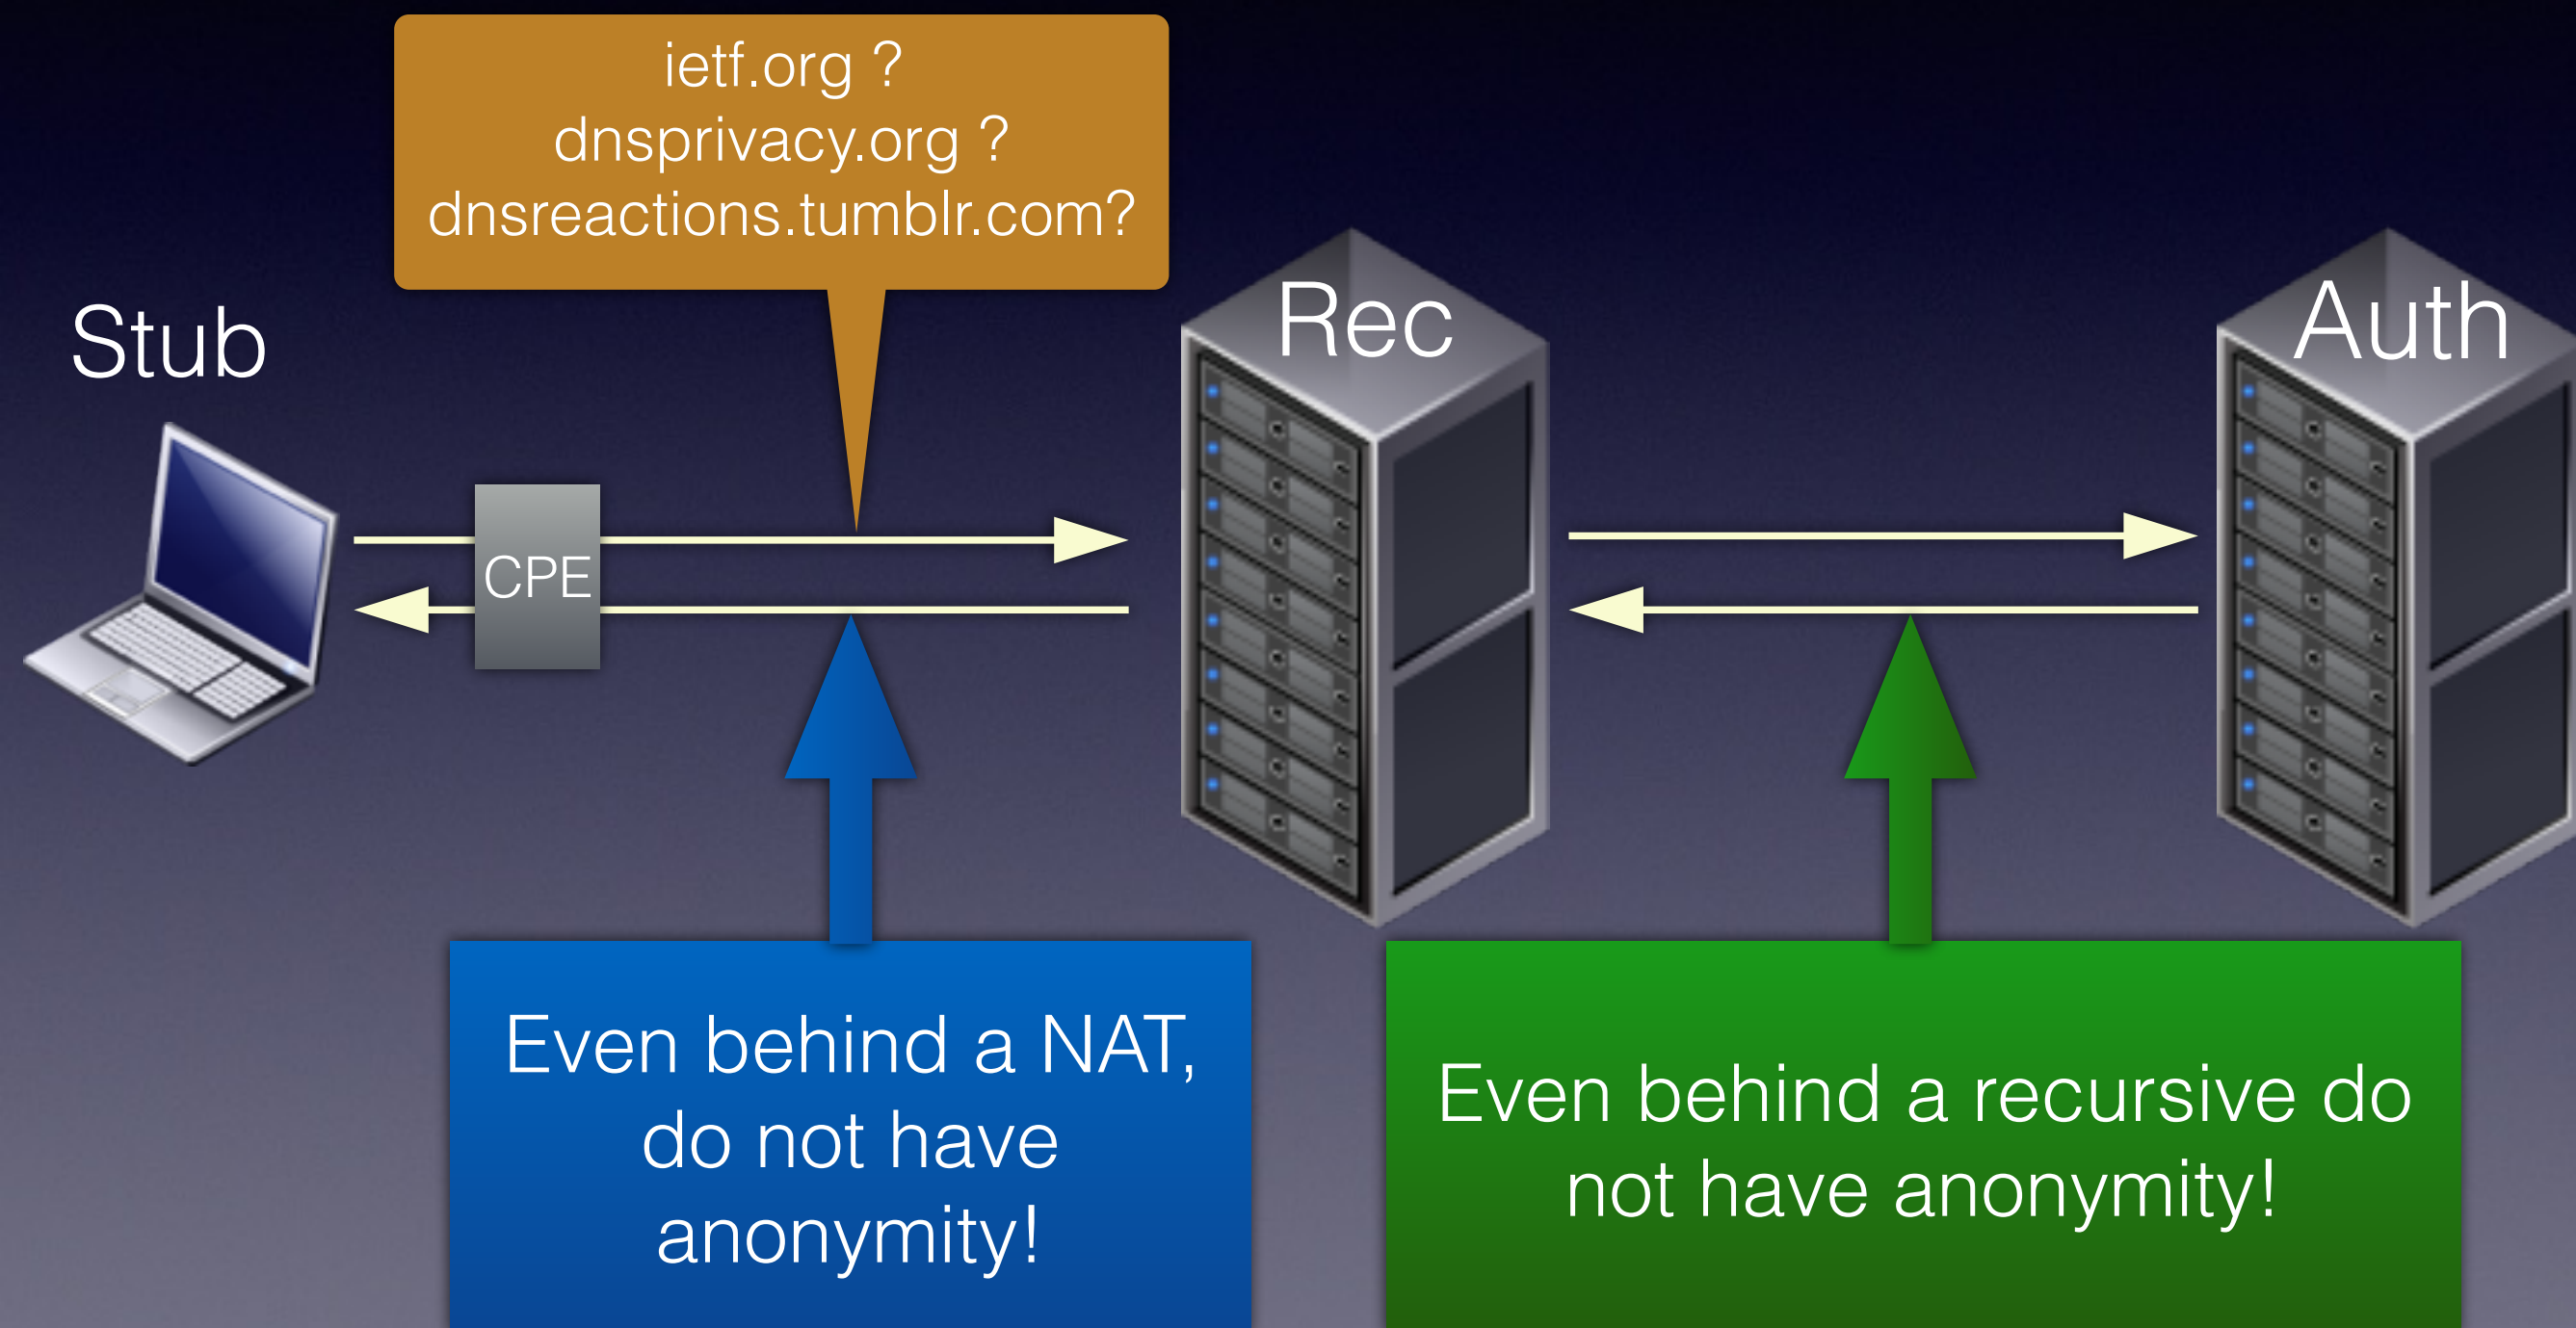 ietf.org ?
dnsprivacy.org ?
dnsreactions.tumblr.com?
Stub
Rec
Auth
CPE
Even behind a NAT,
do not have
anonymity!
Even behind a recursive do
not have anonymity!